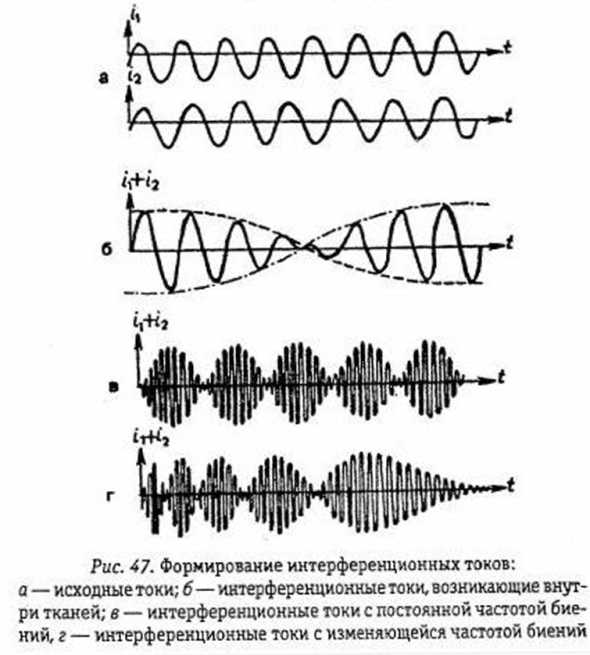 i₁
t
а
i₂
t
i₁+i₂
б
t
i₁+i₂
в
t
i₁+i₂
г
t
Рис. 47. Формирование интерференционных токов:
а — исходные токи; б — интерференционные токи, возникающие внут-
ри тканей; в — интерференционные токи с постоянной частотой бие-
ний, г — интерференционные токи с изменяющейся частотой биений